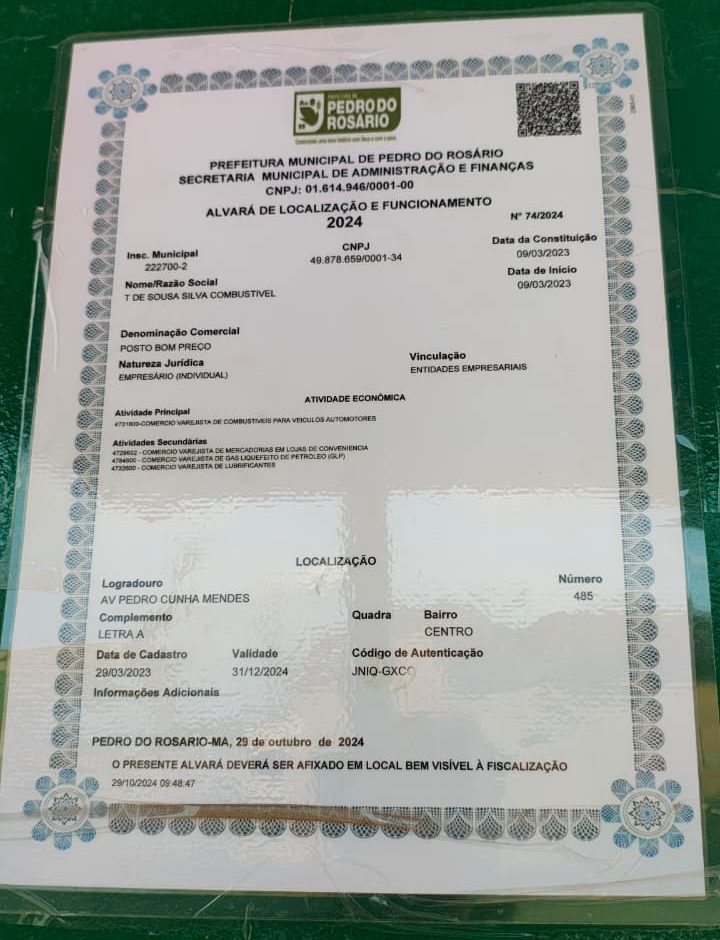 PREFEITURA DE
PEDRO DO
ROSÁRIO
PREFEITURA MUNICIPAL DE PEDRO DO ROSÁRIO
SECRETARIA MUNICIPAL DE ADMINISTRAÇÃO E FINANÇAS
CNPJ: 01.614.946/0001-00
ALVARÁ DE LOCALIZAÇÃO E FUNCIONAMENTO
2024
N° 74/2024
Insc. Municipal CNPJ Data da Constituição
222700-2 49.878.659/0001-34 09/03/2023
Nome/Razão Social Data de Início
T DE SOUSA SILVA COMBUSTIVEL 09/03/2023
Denominação Comercial
POSTO BOM PREÇO
Natureza Jurídica Vinculação
EMPRESÁRIO (INDIVIDUAL) ENTIDADES EMPRESARIAIS
ATIVIDADE ECONÔMICA
Atividade Principal
4731800-COMERCIO VAREJISTA DE COMBUSTIVEIS PARA VEICULOS AUTOMOTORES
Atividades Secundárias
4729602 - COMERCIO VAREJISTA DE MERCADORIAS EM LOJAS DE CONVENIENCIA
4784900 - COMERCIO VAREJISTA DE GAS LIQUEFEITO DE PETROLEO (GLP)
4732600 - COMERCIO VAREJISTA DE LUBRIFICANTES
LOCALIZAÇÃO
Logradouro Número
AV PEDRO CUNHA MENDES 485
Complemento Quadra Bairro
LETRA A CENTRO
Data de Cadastro Validade Código de Autenticação
29/03/2023 31/12/2024
Informações Adicionais
PEDRO DO ROSARIO-MA, 29 de outubro de 2024
O PRESENTE ALVARÁ DEVERÁ SER AFIXADO EM LOCAL BEM VISÍVEL À FISCALIZAÇÃO
29/10/2024 09:48:47